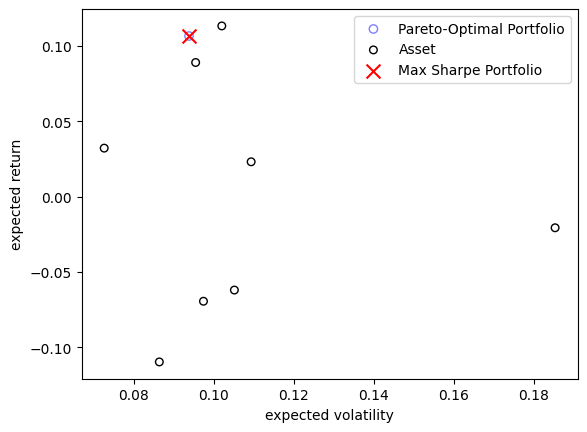 Pareto-Optimal Portfolio
Asset
Max Sharpe Portfolio
0.10
0.05
0.00
−0.05
−0.10
expected return
0.08
0.10
0.12
0.14
0.16
0.18
expected volatility